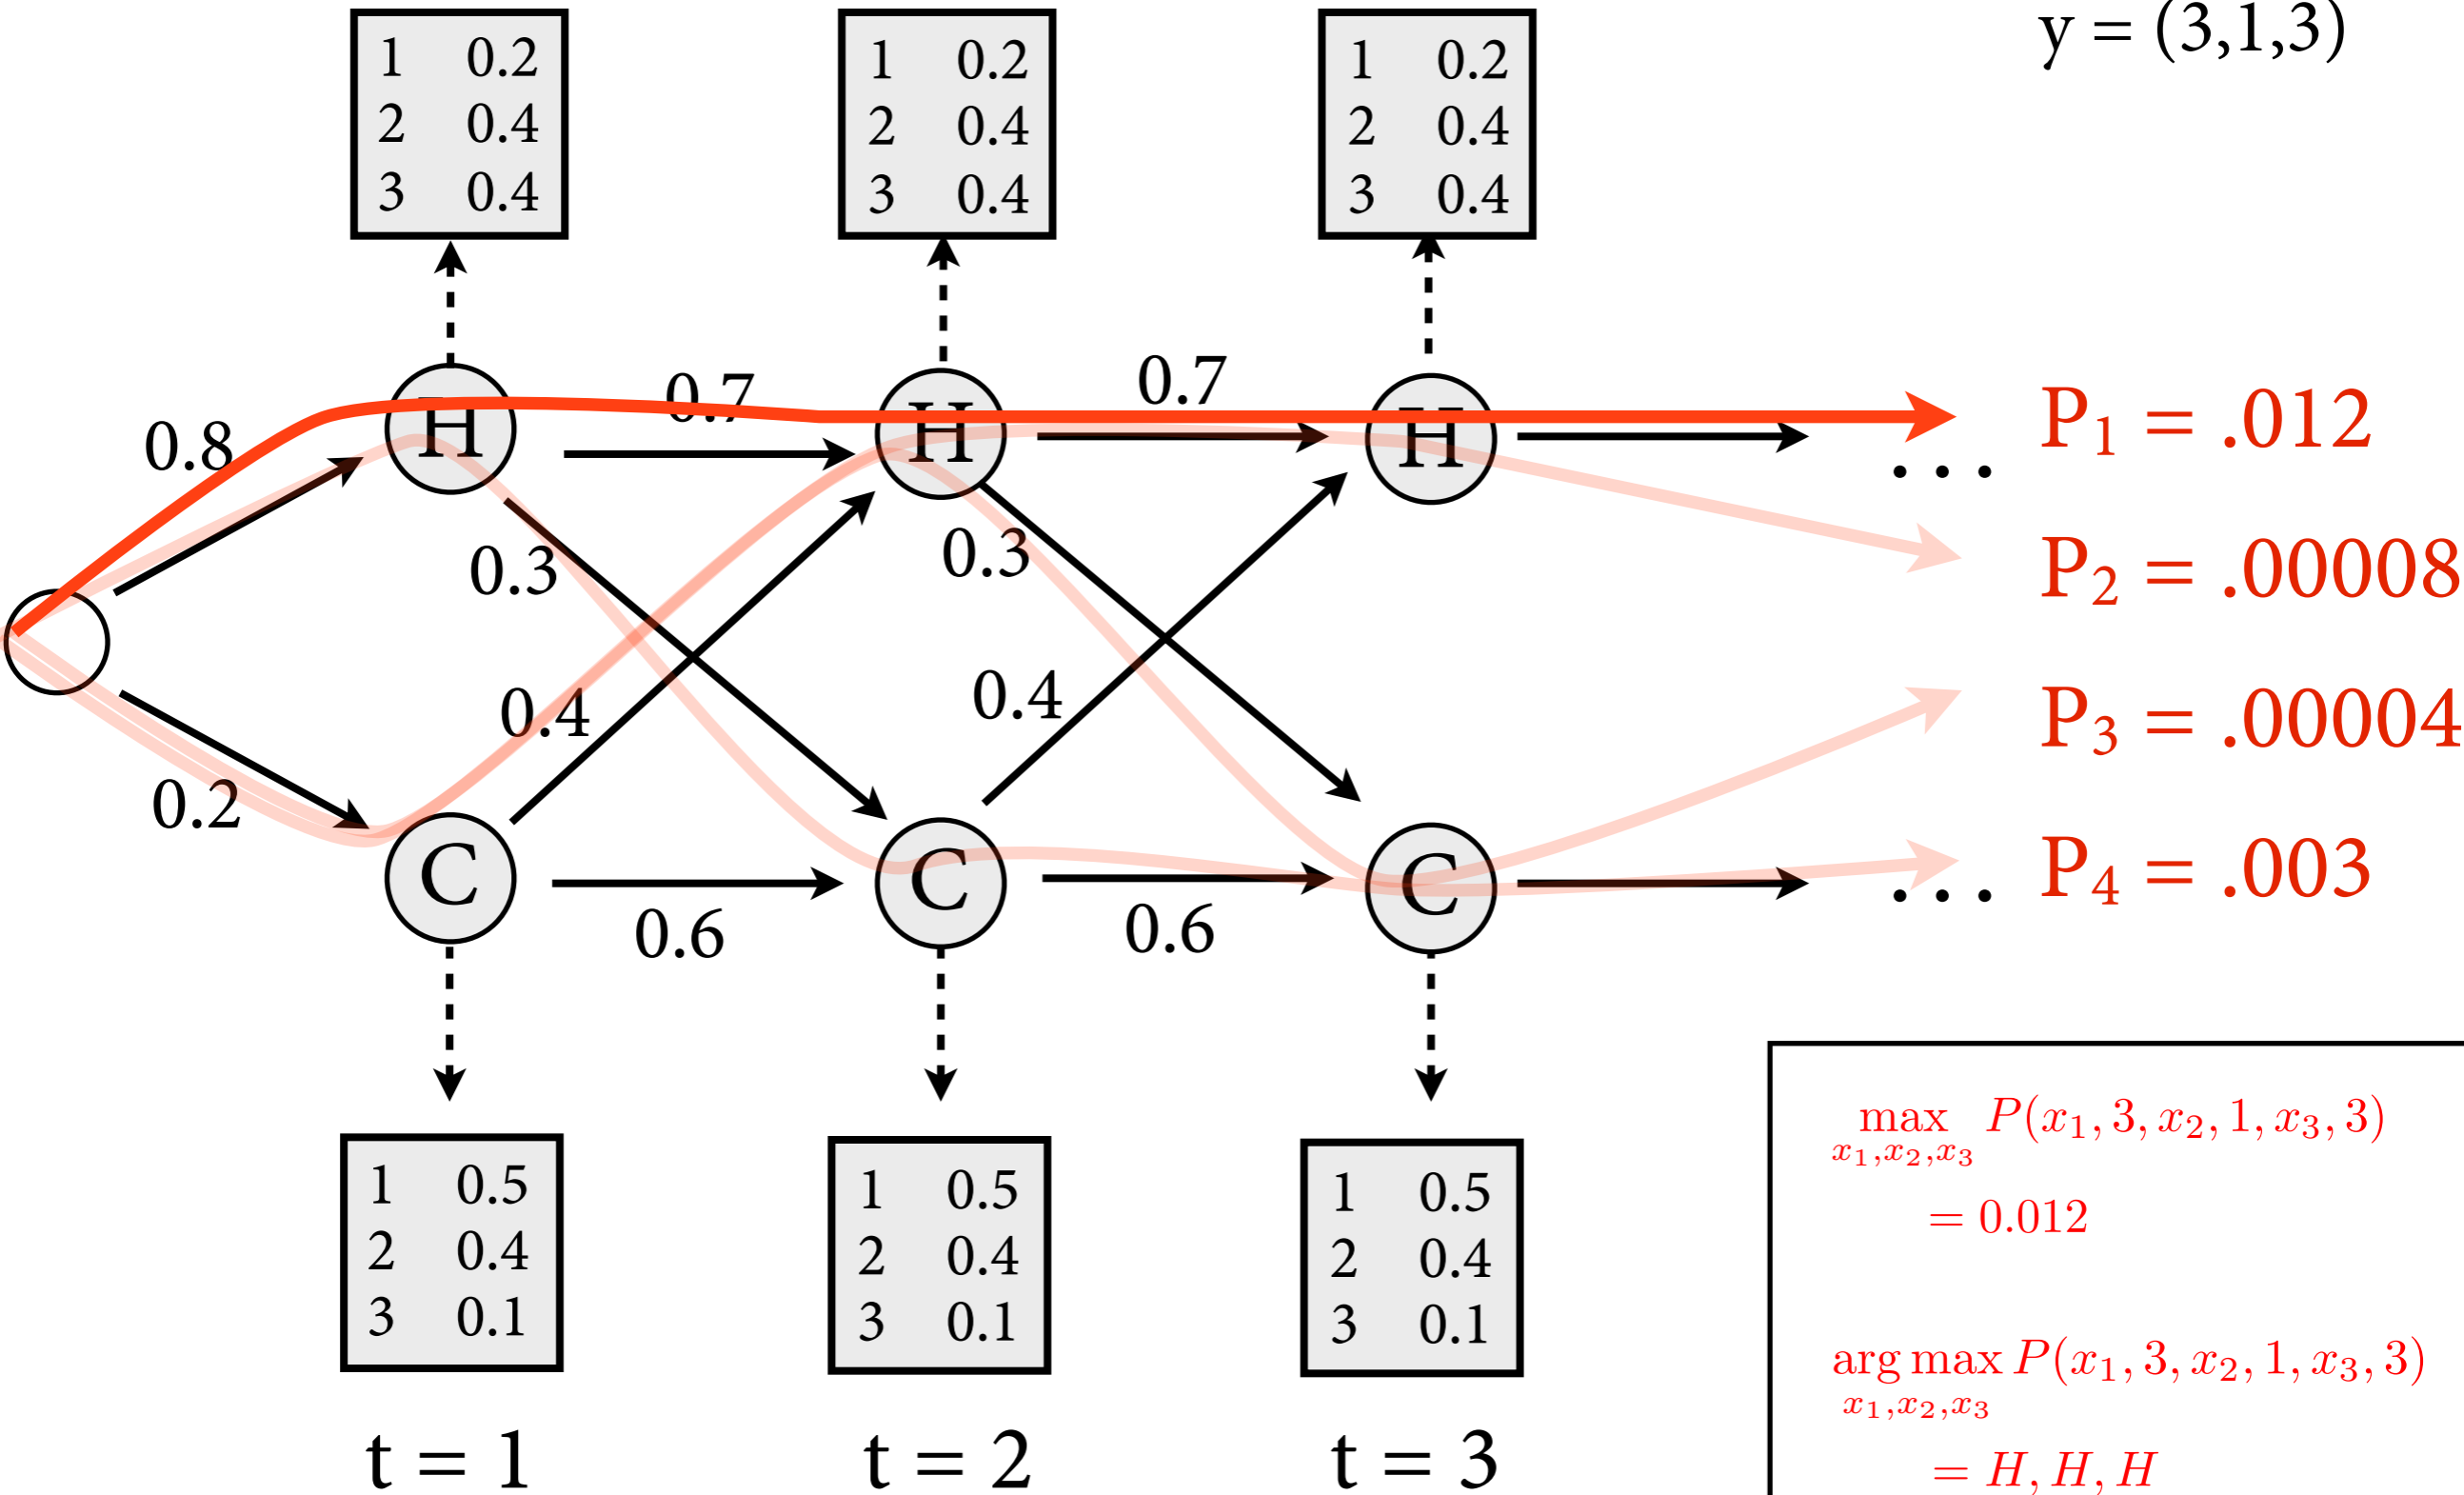 y = (3,1,3)
1 0.2
2 0.4
3 0.4
1 0.2
2 0.4
3 0.4
1 0.2
2 0.4
3 0.4
0.8
0.7
0.7
H
H
H
...
P1 = .012
0.3
0.3
P2 = .00008
0.4
0.4
P3 = .00004
0.2
C
C
C
...
P4 = .003
0.6
0.6
1 0.5
2 0.4
3 0.1
1 0.5
2 0.4
3 0.1
1 0.5
2 0.4
3 0.1
t = 1
t = 2
t = 3
max P(x1, 3, x2, 1, x3, 3)
x1,x2,x3
= 0.012
arg max P(x1, 3, x2, 1, x3, 3)
x1,x2,x3
= H, H, H